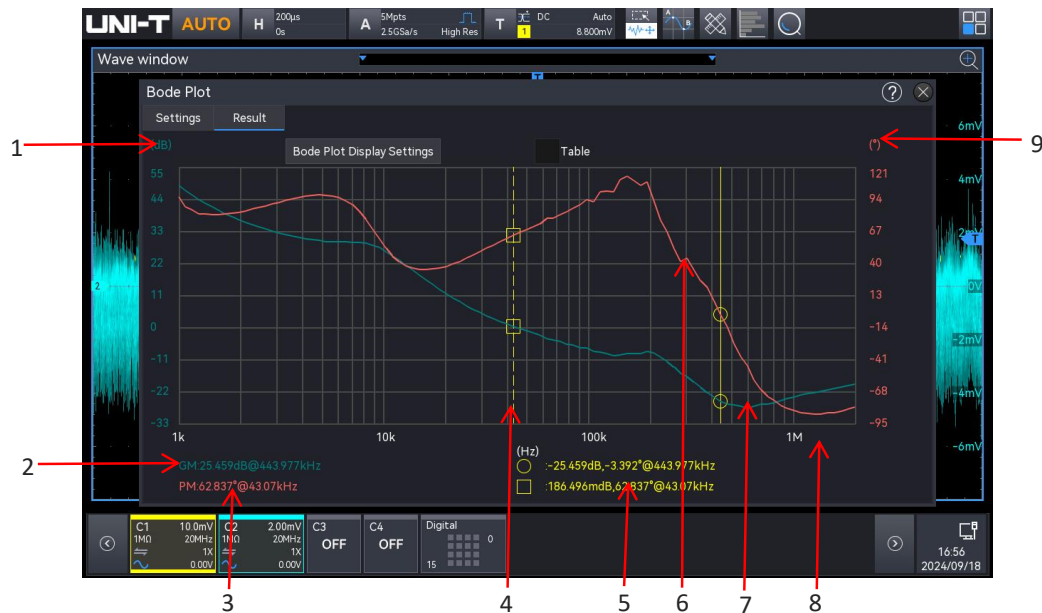 UNI-T AUTO H 200μs 0s A 5Mpts 2.5GSa/s High Res T DC 1 Auto 8.800mV A B
Wave window
T
Bode Plot ?
Settings Result
6mV
1 (dB) Bode Plot Display Settings Table (°) 9
55 121
4mV
44 94
33 67
2mV T
22 40
2 0V
11 13
0 -14
-2mV
-11 -41
-22 -68
-4mV
-33 -95
1k 10k 100k 1M
-6mV
(Hz)
2 GM:25.459dB@443.977kHz :-25.459dB,-3.392°@443.977kHz
PM:62.837°@43.07kHz :186.496mdB,62.837°@43.07kHz
C1 10.0mV C2 2.00mV C3 C4 Digital
1MΩ 20MHz 1MΩ 20MHz OFF OFF 0
1X 1X 16:56
0.00V 0.00V 15 2024/09/18
3 4 5 6 7 8